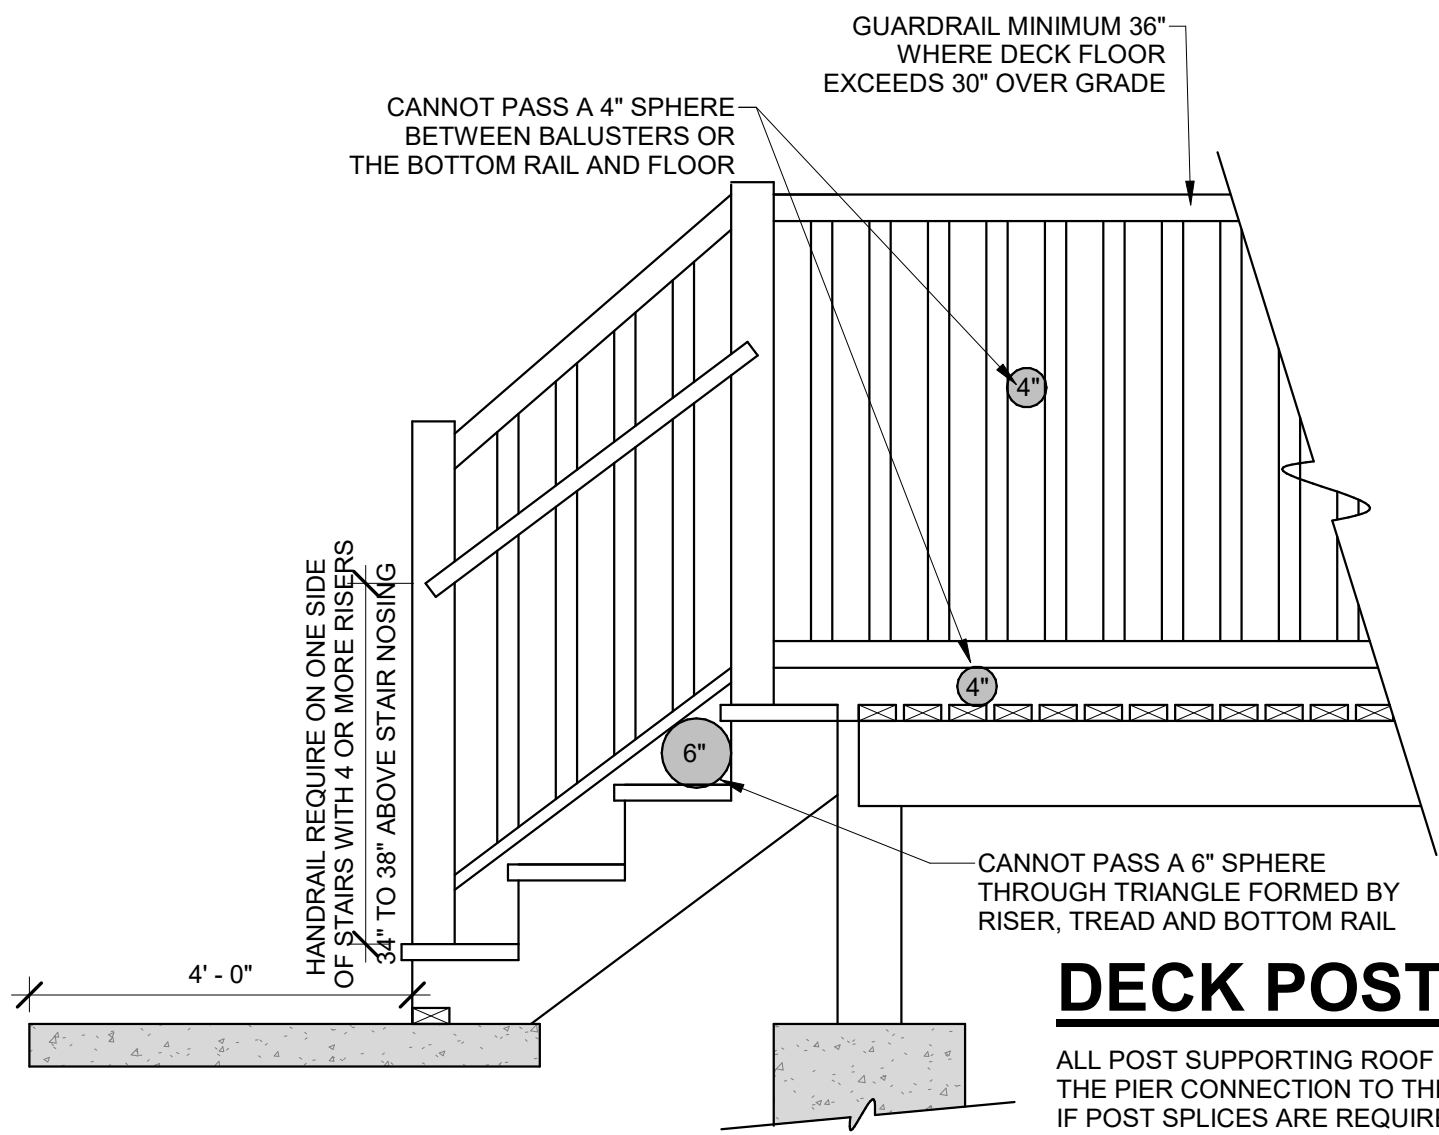 GUARDRAIL MINIMUM 36"
WHERE DECK FLOOR
EXCEEDS 30" OVER GRADE
CANNOT PASS A 4" SPHERE
BETWEEN BALUSTERS OR
THE BOTTOM RAIL AND FLOOR
4"
4"
6"
HANDRAIL REQUIRE ON ONE SIDE
OF STAIRS WITH 4 OR MORE RISERS
34" TO 38" ABOVE STAIR NOSING
CANNOT PASS A 6" SPHERE
THROUGH TRIANGLE FORMED BY
RISER, TREAD AND BOTTOM RAIL
4' - 0"
DECK POST
ALL POST SUPPORTING ROOF
THE PIER CONNECTION TO
IF POST SPLICES ARE